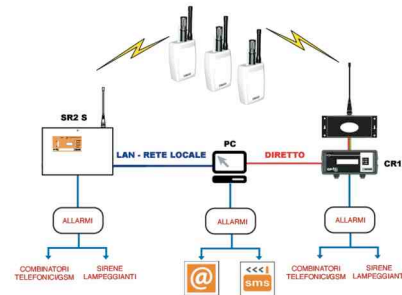 SR2 S
PC
LAN - RETE LOCALE
DIRETTO
CR1
ALLARMI
ALLARMI
ALLARMI
COMBINATORI
TELEFONICI/GSM
SIRENE
LAMPEGGIANTI
@
<<< I
sms
COMBINATORI
TELEFONICI/GSM
SIRENE
LAMPEGGIANTI